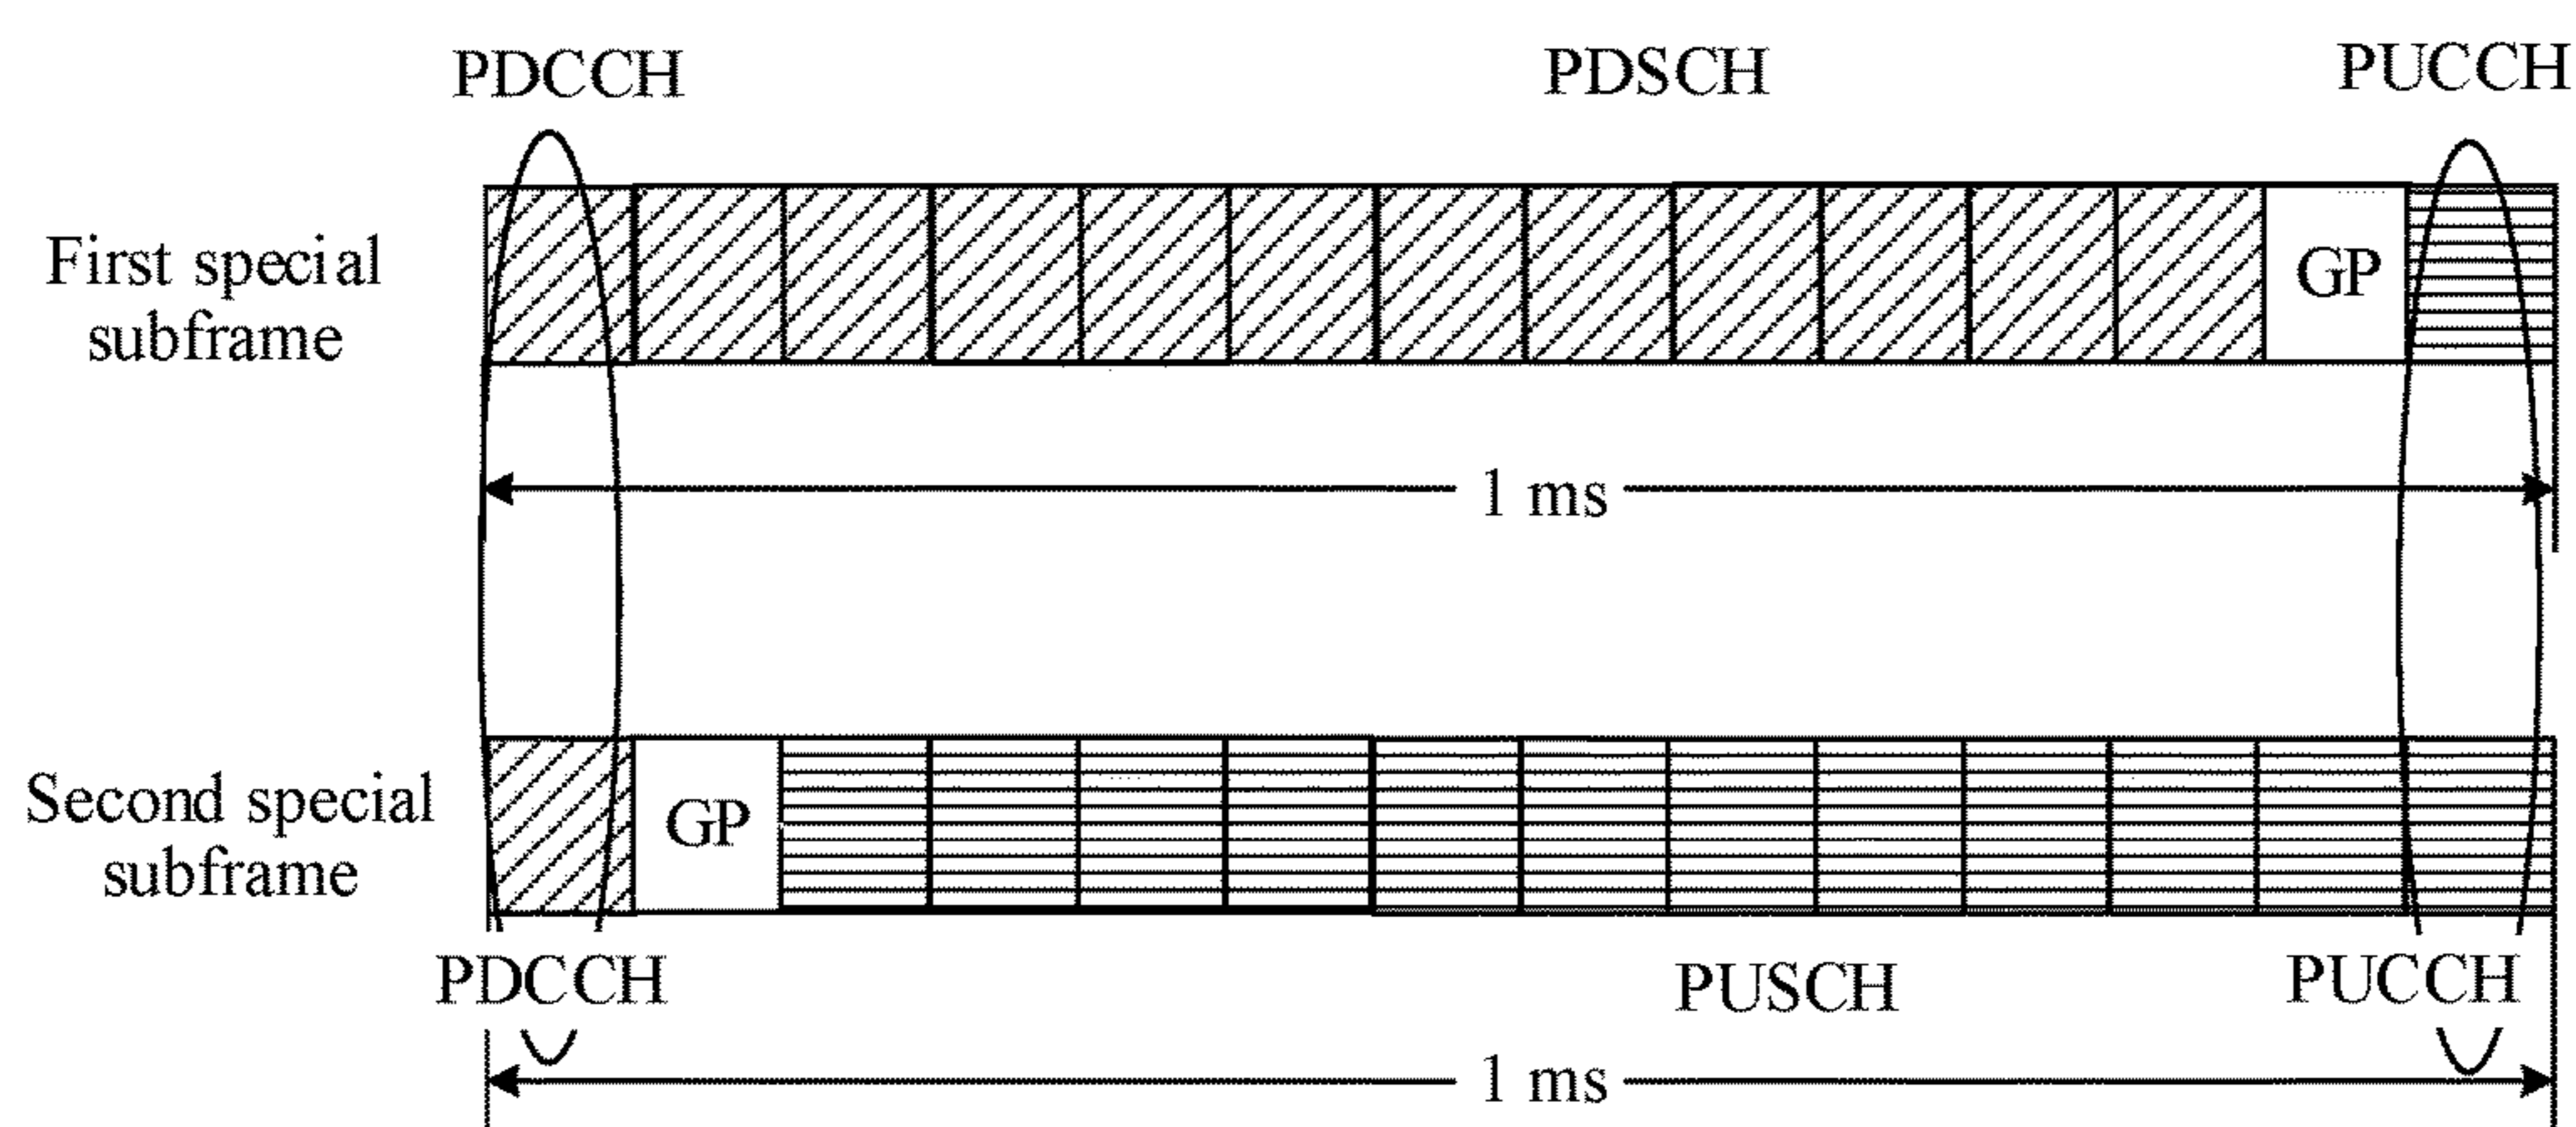 PDCCH PDSCH PUCCH
First special
subframe
GP
1 ms
Second special
subframe
GP
PDCCH PUSCH PUCCH
1 ms